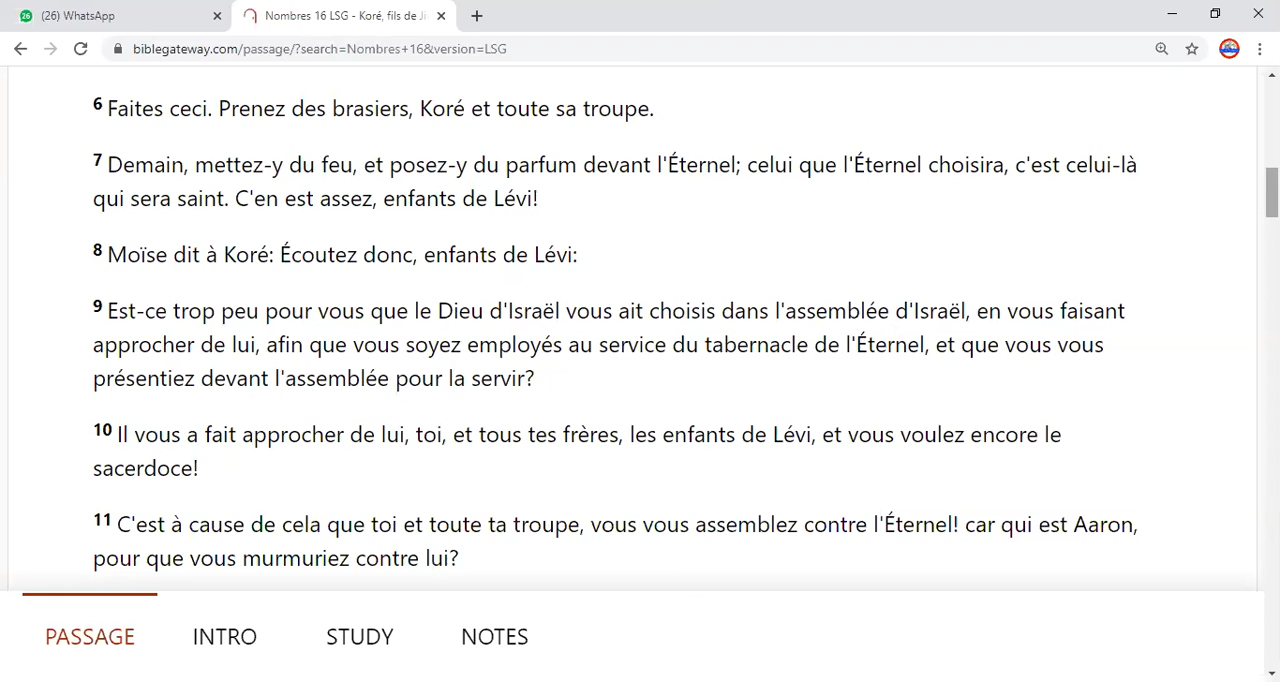 26 (26) WhatsApp
Nombres 16 LSG - Koré, fils de Ji
biblegateway.com/passage/?search=Nombres+16&version=LSG
6 Faites ceci. Prenez des brasiers, Koré et toute sa troupe.
7 Demain, mettez-y du feu, et posez-y du parfum devant l'Éternel; celui que l'Éternel choisira, c'est celui-là
qui sera saint. C'en est assez, enfants de Lévi!
8 Moïse dit à Koré: Écoutez donc, enfants de Lévi:
9 Est-ce trop peu pour vous que le Dieu d'Israël vous ait choisis dans l'assemblée d'Israël, en vous faisant
approcher de lui, afin que vous soyez employés au service du tabernacle de l'Éternel, et que vous vous
présentiez devant l'assemblée pour la servir?
10 Il vous a fait approcher de lui, toi, et tous tes frères, les enfants de Lévi, et vous voulez encore le
sacerdoce!
11 C'est à cause de cela que toi et toute ta troupe, vous vous assemblez contre l'Éternel! car qui est Aaron,
pour que vous murmuriez contre lui?
PASSAGE INTRO STUDY NOTES